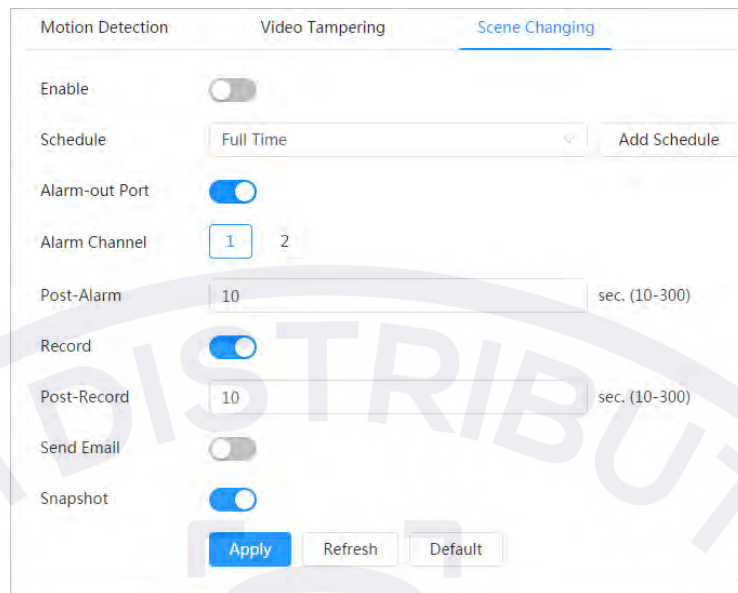 Motion Detection Video Tampering Scene Changing
Enable
Schedule Full Time Add Schedule
Alarm-out Port
Alarm Channel 1 2
Post-Alarm 10 sec. (10-300)
Record
Post-Record 10 sec. (10-300)
Send Email
Snapshot
Apply Refresh Default
DISTRIBUT